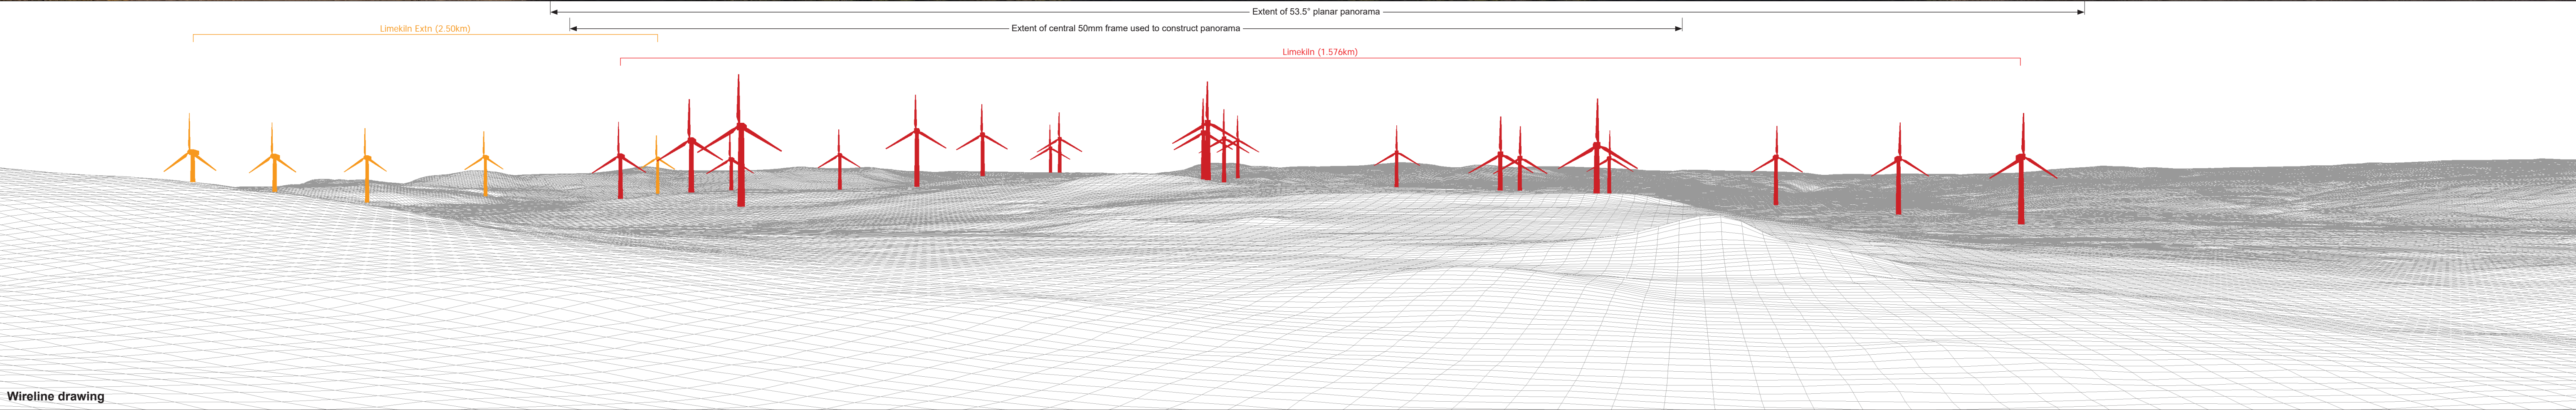 Extent of 53.5° planar panorama
Limekiln Extn (2.50km)
Extent of central 50mm frame used to construct panorama
Limekiln (1.576km)
Wireline drawing